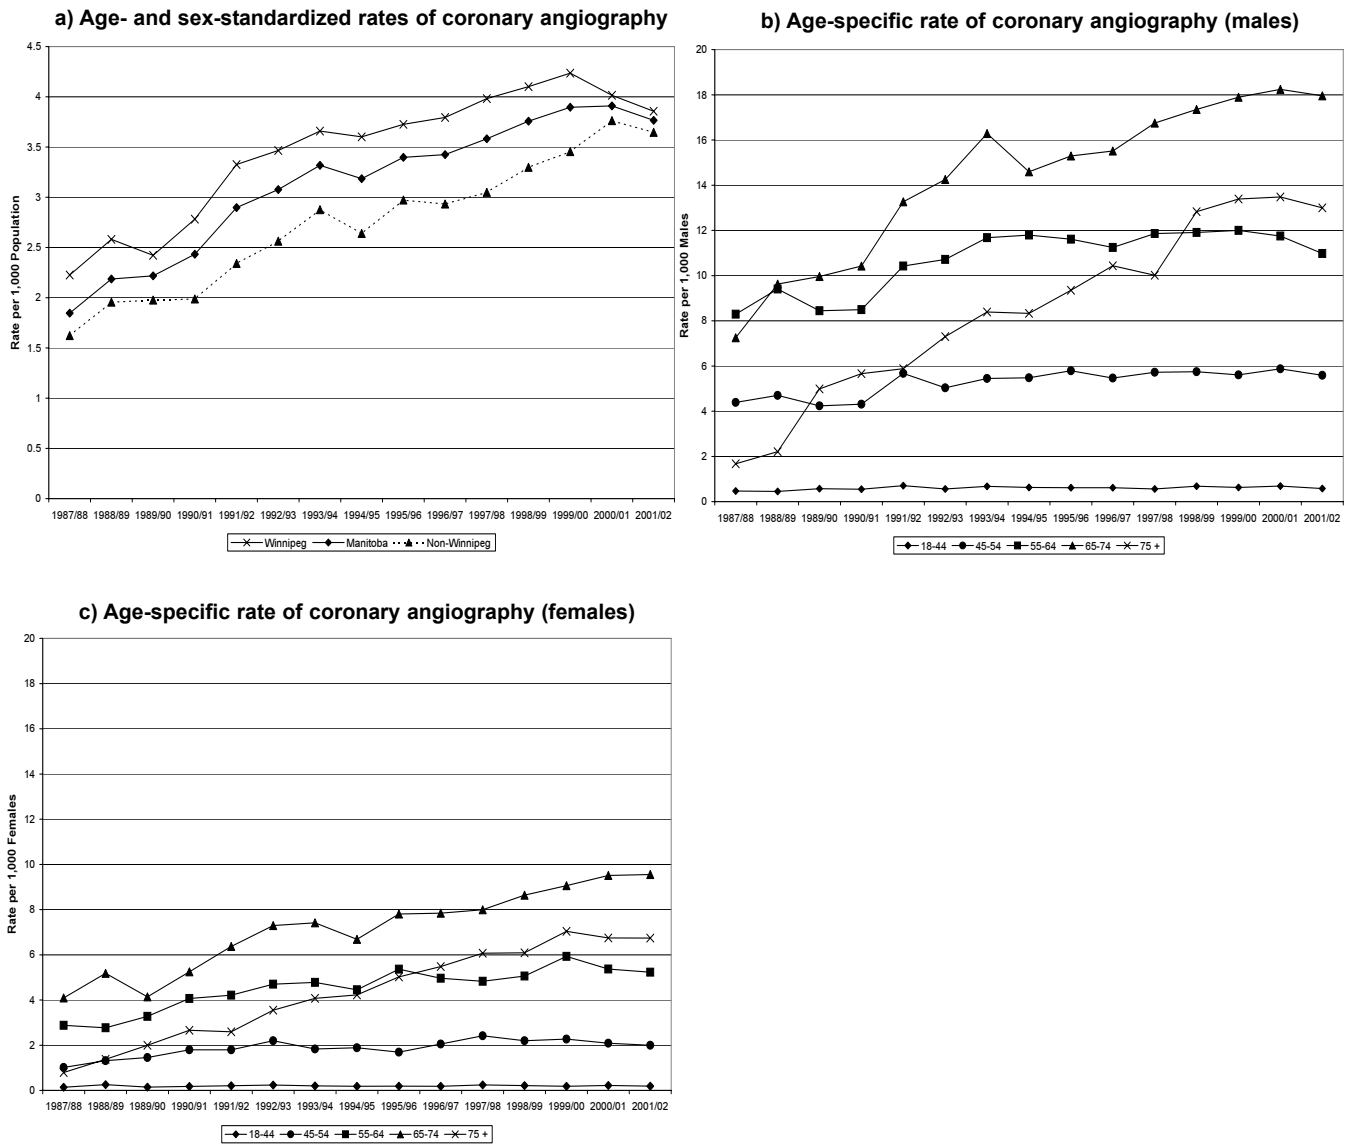 a) Age- and sex-standardized rates of coronary angiography
4.5
4
3.5
3
2.5
2
1.5
1
0.5
0
Rate per 1,000 Population
1987/88 1988/89 1989/90 1990/91 1991/92 1992/93 1993/94 1994/95 1995/96 1996/97 1997/98 1998/99 1999/00 2000/01 2001/02
Winnipeg Manitoba Non-Winnipeg
b) Age-specific rate of coronary angiography (males)
20
18
16
14
12
10
8
6
4
2
0
Rate per 1,000 Males
1987/88 1988/89 1989/90 1990/91 1991/92 1992/93 1993/94 1994/95 1995/96 1996/97 1997/98 1998/99 1999/00 2000/01 2001/02
18-44 45-54 55-64 65-74 75 +
c) Age-specific rate of coronary angiography (females)
20
18
16
14
12
10
8
6
4
2
0
Rate per 1,000 Females
1987/88 1988/89 1989/90 1990/91 1991/92 1992/93 1993/94 1994/95 1995/96 1996/97 1997/98 1998/99 1999/00 2000/01 2001/02
18-44 45-54 55-64 65-74 75 +